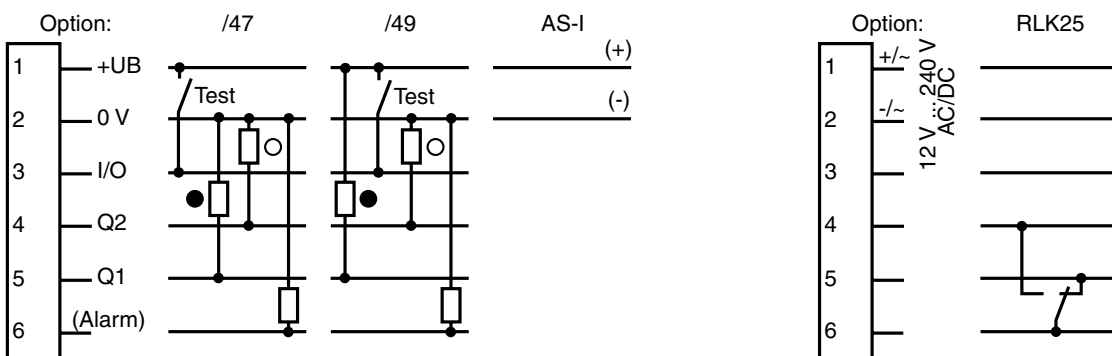 Option: /47 /49 AS-I
1 +UB
Test Test (+)
2 0 V (-)
3 I/O
4 Q2
5 Q1
6 (Alarm)
Option: RLK25
1 +/~
2 -/~
12 V ... 240 V
AC/DC
3
4
5
6